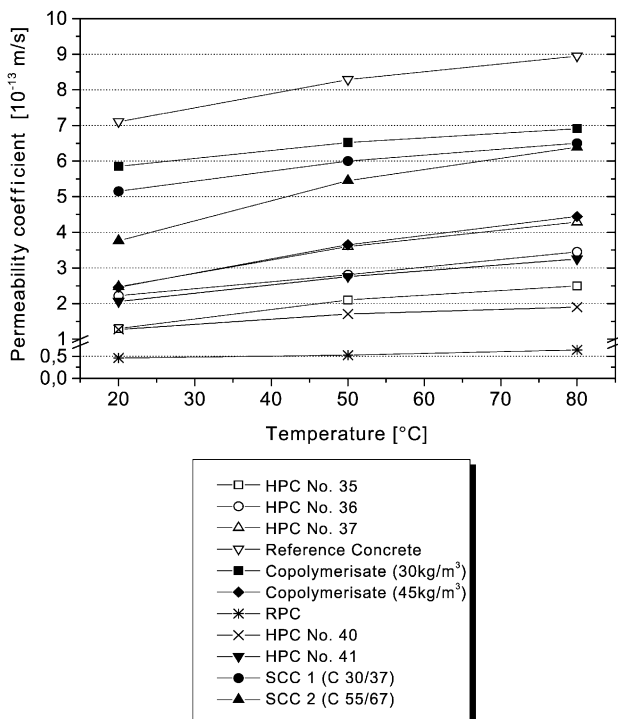 Permeability coefficient [10⁻¹³ m/s]
10
9
8
7
6
5
4
3
2
1
0,5
0,0
20 30 40 50 60 70 80
Temperature [°C]
HPC No. 35
HPC No. 36
HPC No. 37
Reference Concrete
Copolymerisate (30kg/m³)
Copolymerisate (45kg/m³)
RPC
HPC No. 40
HPC No. 41
SCC 1 (C 30/37)
SCC 2 (C 55/67)